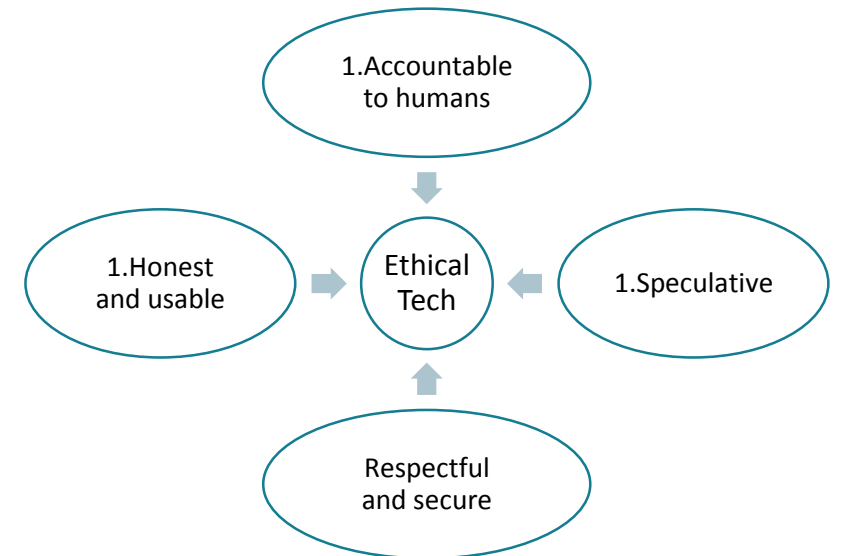 1.Accountable
to humans
1.Honest
and usable
Ethical
Tech
1.Speculative
Respectful
and secure